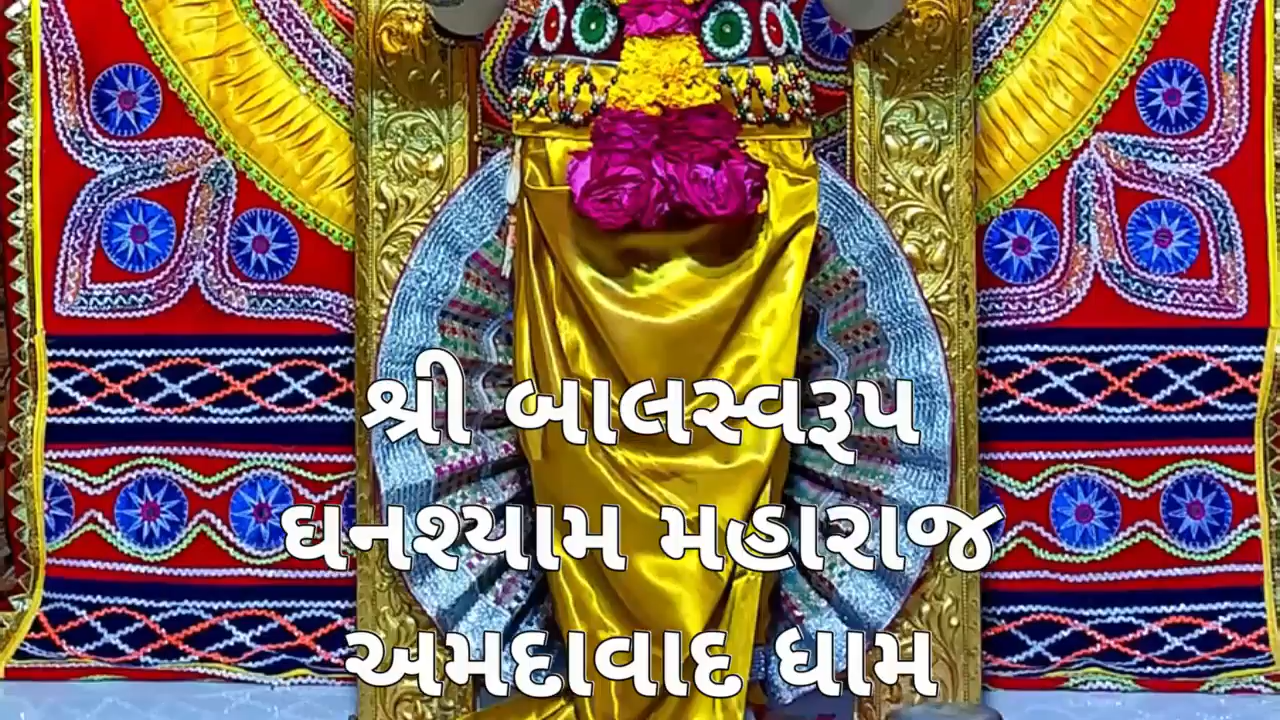 શ્રી બાલસ્વરૂપ
ઘનશ્યામ મહારાજ
અમદાવાદ ધામ